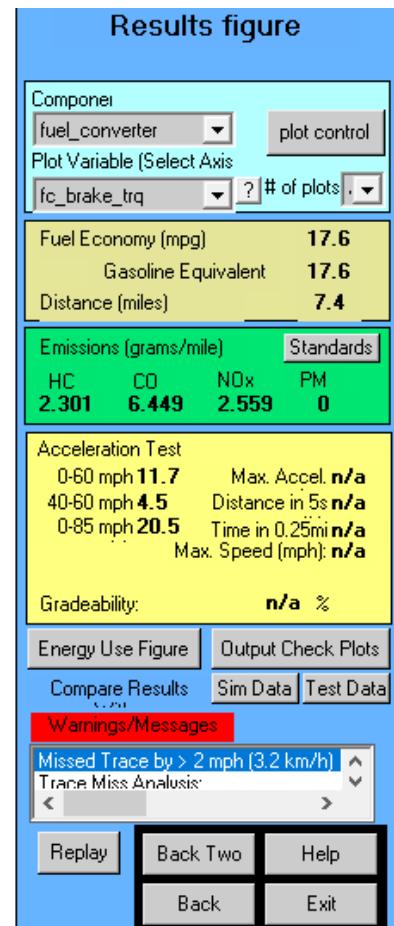 Results figure
Componer
fuel_converter plot control
Plot Variable (Select Axis
fc_brake_trq ? # of plots
Fuel Economy (mpg) 17.6
Gasoline Equivalent 17.6
Distance (miles) 7.4
Emissions (grams/mile) Standards
HC CO NOx PM
2.301 6.449 2.559 0
Acceleration Test
0-60 mph 11.7 Max. Accel. n/a
40-60 mph 4.5 Distance in 5s n/a
0-85 mph 20.5 Time in 0.25mi n/a
Max. Speed (mph): n/a
Gradeability: n/a %
Energy Use Figure Output Check Plots
Compare Results Sim Data Test Data
Warnings/Messages
Missed Trace by > 2 mph (3.2 km/h)
Trace Miss Analysis:
Replay Back Two Help
Back Exit